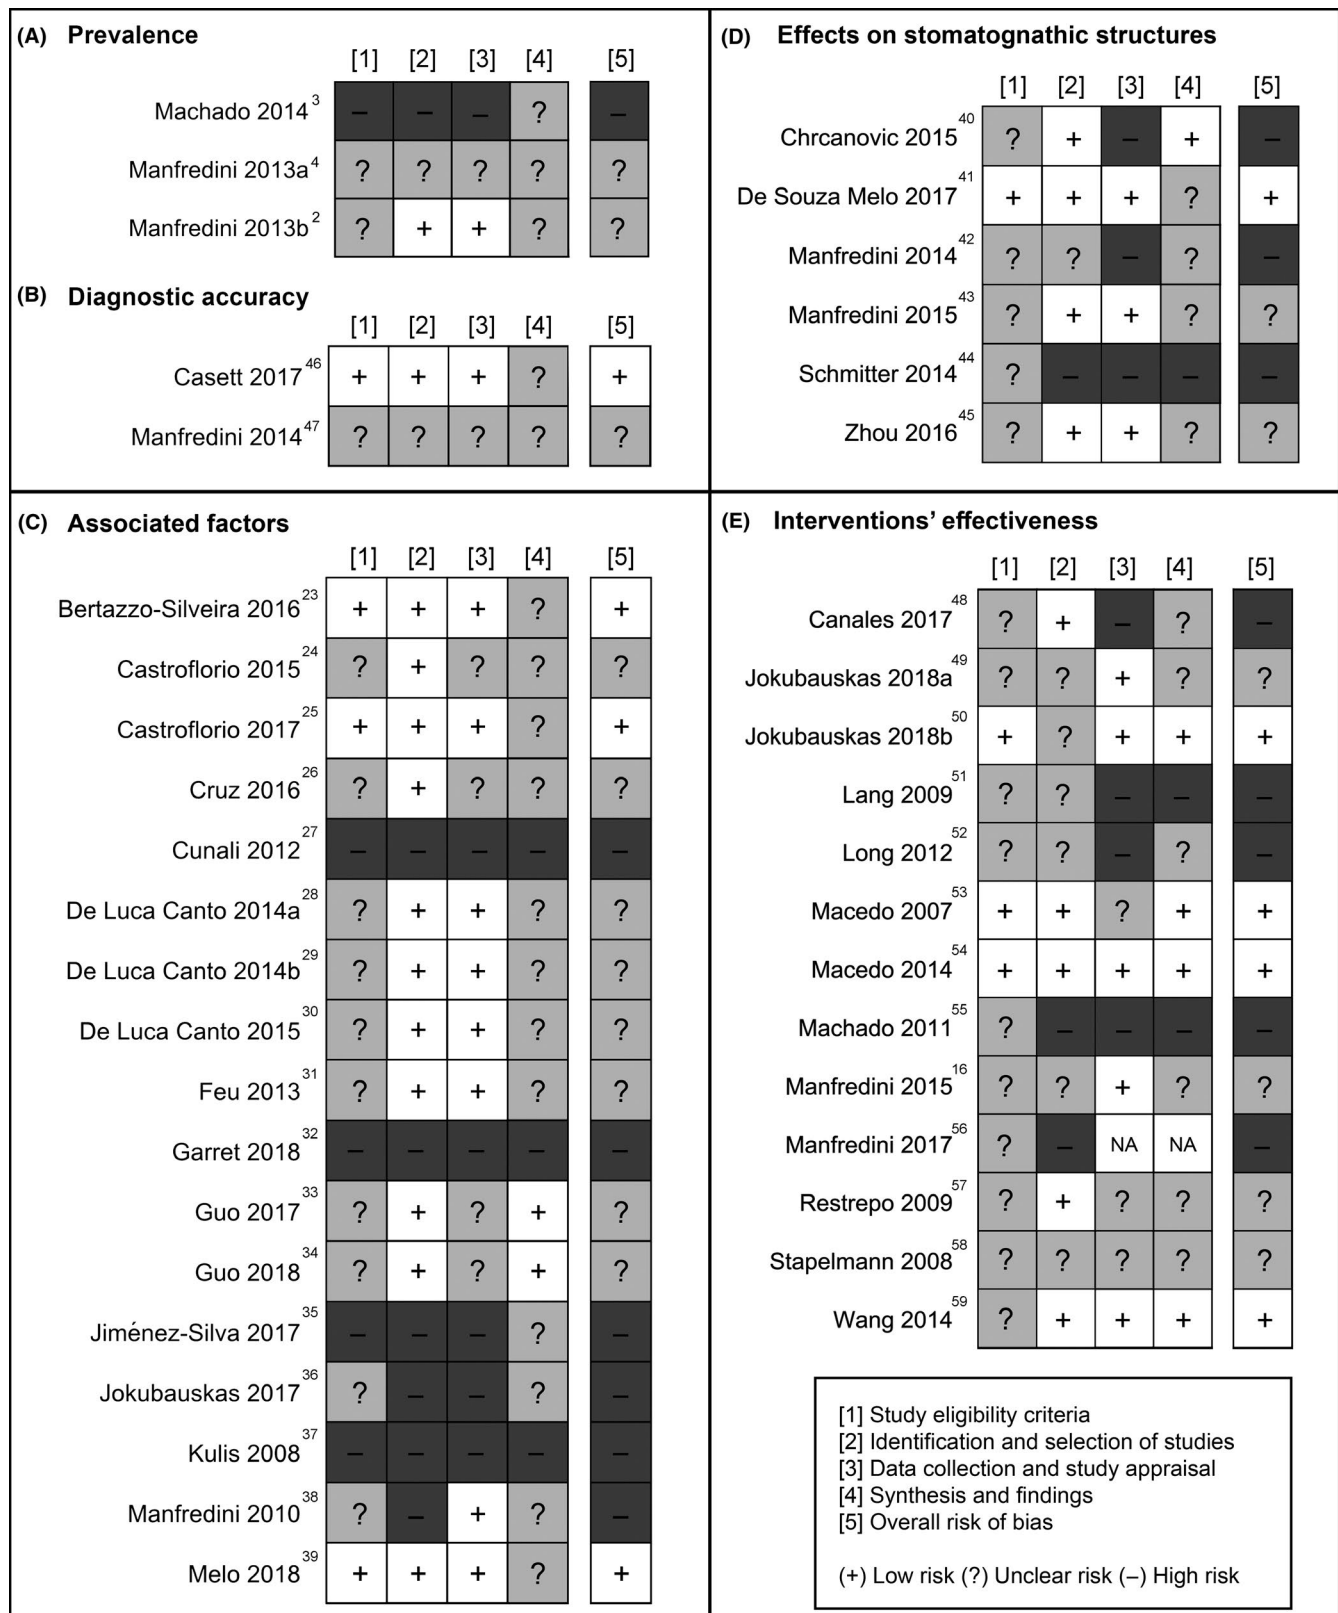 (A) Prevalence
[1] [2] [3] [4] [5]
Machado 2014 3 – – – ? –
Manfredini 2013a 4 ? ? ? ? ?
Manfredini 2013b 2 ? + + ? ?
(B) Diagnostic accuracy
[1] [2] [3] [4] [5]
Casett 2017 46 + + + ? +
Manfredini 2014 47 ? ? ? ? ?
(C) Associated factors
[1] [2] [3] [4] [5]
Bertazzo-Silveira 2016 23 + + + ? +
Castroflorio 2015 24 ? + ? ? ?
Castroflorio 2017 25 + + + ? +
Cruz 2016 26 ? + ? ? ?
Cunali 2012 27 – – – – –
De Luca Canto 2014a 28 ? + + ? ?
De Luca Canto 2014b 29 ? + + ? ?
De Luca Canto 2015 30 ? + + ? ?
Feu 2013 31 ? + + ? ?
Garret 2018 32 – – – – –
Guo 2017 33 ? + ? + ?
Guo 2018 34 ? + ? + ?
Jiménez-Silva 2017 35 – – – ? –
Jokubauskas 2017 36 ? – – ? –
Kulis 2008 37 – – – – –
Manfredini 2010 38 ? – + ? –
Melo 2018 39 + + + ? +
(D) Effects on stomatognathic structures
[1] [2] [3] [4] [5]
Chrcanovic 2015 40 ? + – + –
De Souza Melo 2017 41 + + + ? +
Manfredini 2014 42 ? ? – ? –
Manfredini 2015 43 ? + + ? ?
Schmitter 2014 44 ? – – – –
Zhou 2016 45 ? + + ? ?
(E) Interventions’ effectiveness
[1] [2] [3] [4] [5]
Canales 2017 48 ? + – ? –
Jokubauskas 2018a 49 ? ? + ? ?
Jokubauskas 2018b 50 + ? + + +
Lang 2009 51 ? ? – – –
Long 2012 52 ? ? – ? –
Macedo 2007 53 + + ? + +
Macedo 2014 54 + + + + +
Machado 2011 55 ? – – – –
Manfredini 2015 16 ? ? + ? ?
Manfredini 2017 56 ? – NA NA –
Restrepo 2009 57 ? + ? ? ?
Stapelmann 2008 58 ? ? ? ? ?
Wang 2014 59 ? + + + +
[1] Study eligibility criteria
[2] Identification and selection of studies
[3] Data collection and study appraisal
[4] Synthesis and findings
[5] Overall risk of bias
(+) Low risk (?) Unclear risk (–) High risk